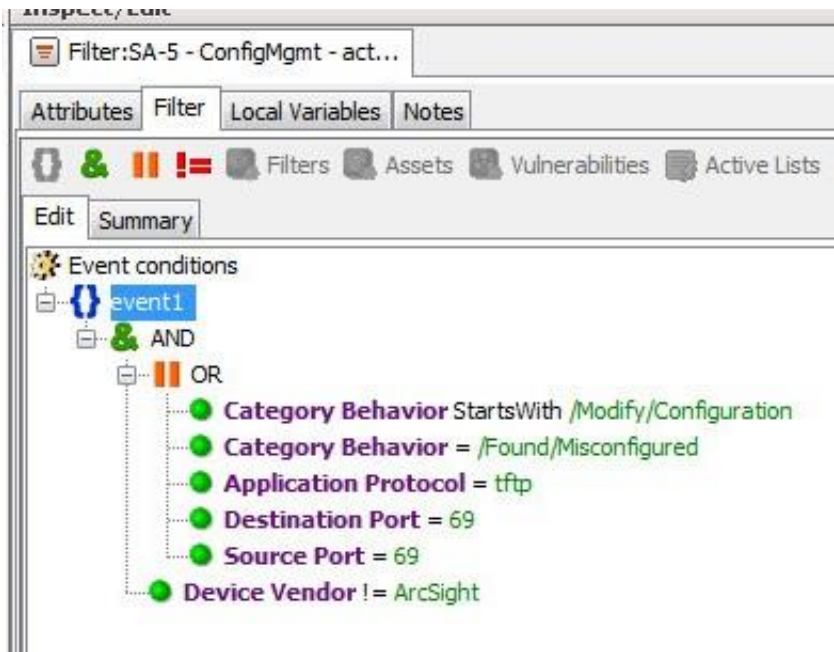 Inspect/Edit
Filter:SA-5 - ConfigMgmt - act...
Attributes Filter Local Variables Notes
{} & != Filters Assets Vulnerabilities Active Lists
Edit Summary
Event conditions
{} event1
& AND
OR
Category Behavior StartsWith /Modify/Configuration
Category Behavior = /Found/Misconfigured
Application Protocol = tftp
Destination Port = 69
Source Port = 69
Device Vendor != ArcSight